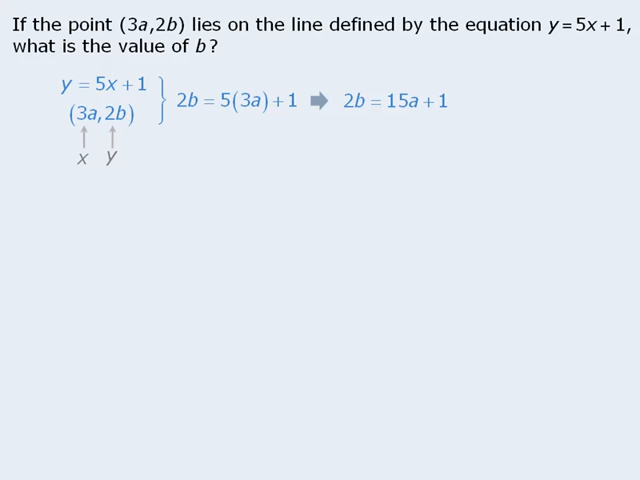 If the point (3a,2b) lies on the line defined by the equation y = 5x + 1,
what is the value of b ?
y = 5x + 1
(3a, 2b)
2b = 5(3a) + 1
2b = 15a + 1
x y